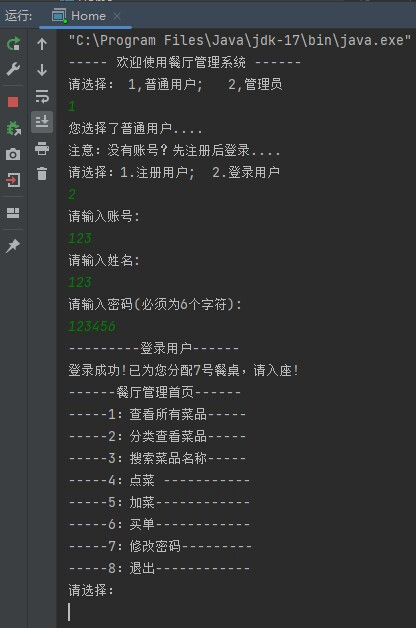 运行: Home
"C:\Program Files\Java\jdk-17\bin\java.exe"
----- 欢迎使用餐厅管理系统 ------
请选择: 1,普通用户; 2,管理员
1
您选择了普通用户....
注意：没有账号？先注册后登录....
请选择：1.注册用户; 2.登录用户
2
请输入账号:
123
请输入姓名:
123
请输入密码(必须为6个字符):
123456
---------登录用户------
登录成功!已为您分配7号餐桌，请入座!
------餐厅管理首页------
-----1：查看所有菜品-----
-----2：分类查看菜品-----
-----3：搜索菜品名称-----
-----4：点菜 -----------
-----5：加菜------------
-----6：买单------------
-----7：修改密码---------
-----8：退出------------
请选择: